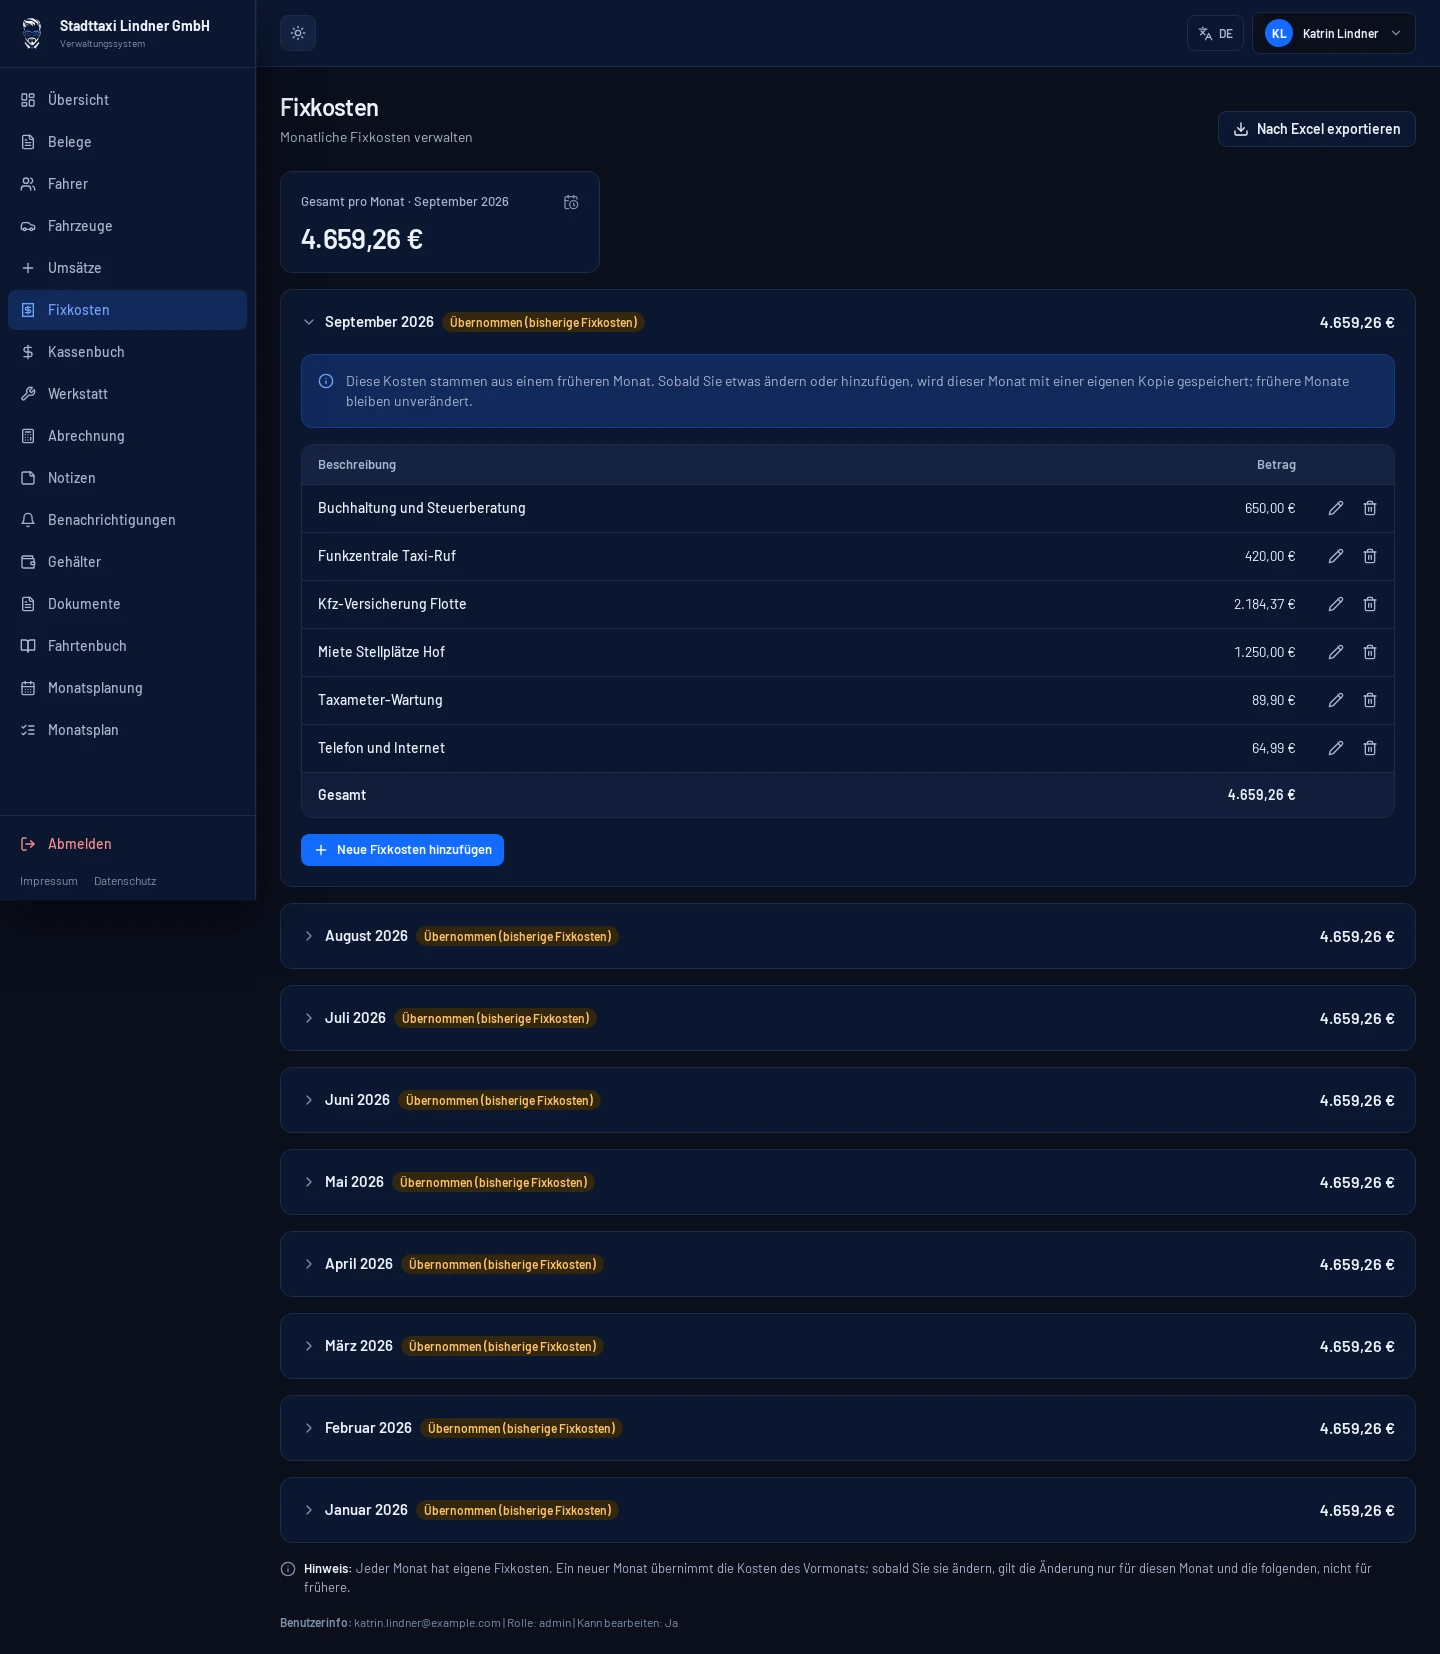 Stadttaxi Lindner GmbH
Verwaltungssystem
DE
KL
Katrin Lindner
Übersicht
Belege
Fahrer
Fahrzeuge
Umsätze
Fixkosten
Kassenbuch
Werkstatt
Abrechnung
Notizen
Benachrichtigungen
Gehälter
Dokumente
Fahrtenbuch
Monatsplanung
Monatsplan
Abmelden
Impressum Datenschutz
Fixkosten
Monatliche Fixkosten verwalten
Nach Excel exportieren
Gesamt pro Monat · September 2026
4.659,26 €
September 2026 Übernommen (bisherige Fixkosten) 4.659,26 €
Diese Kosten stammen aus einem früheren Monat. Sobald Sie etwas ändern oder hinzufügen, wird dieser Monat mit einer eigenen Kopie gespeichert; frühere Monate
bleiben unverändert.
Beschreibung Betrag
Buchhaltung und Steuerberatung 650,00 €
Funkzentrale Taxi-Ruf 420,00 €
Kfz-Versicherung Flotte 2.184,37 €
Miete Stellplätze Hof 1.250,00 €
Taxameter-Wartung 89,90 €
Telefon und Internet 64,99 €
Gesamt 4.659,26 €
Neue Fixkosten hinzufügen
August 2026 Übernommen (bisherige Fixkosten) 4.659,26 €
Juli 2026 Übernommen (bisherige Fixkosten) 4.659,26 €
Juni 2026 Übernommen (bisherige Fixkosten) 4.659,26 €
Mai 2026 Übernommen (bisherige Fixkosten) 4.659,26 €
April 2026 Übernommen (bisherige Fixkosten) 4.659,26 €
März 2026 Übernommen (bisherige Fixkosten) 4.659,26 €
Februar 2026 Übernommen (bisherige Fixkosten) 4.659,26 €
Januar 2026 Übernommen (bisherige Fixkosten) 4.659,26 €
Hinweis: Jeder Monat hat eigene Fixkosten. Ein neuer Monat übernimmt die Kosten des Vormonats; sobald Sie sie ändern, gilt die Änderung nur für diesen Monat und die folgenden, nicht für
frühere.
Benutzerinfo: katrin.lindner@example.com | Rolle: admin | Kann bearbeiten: Ja